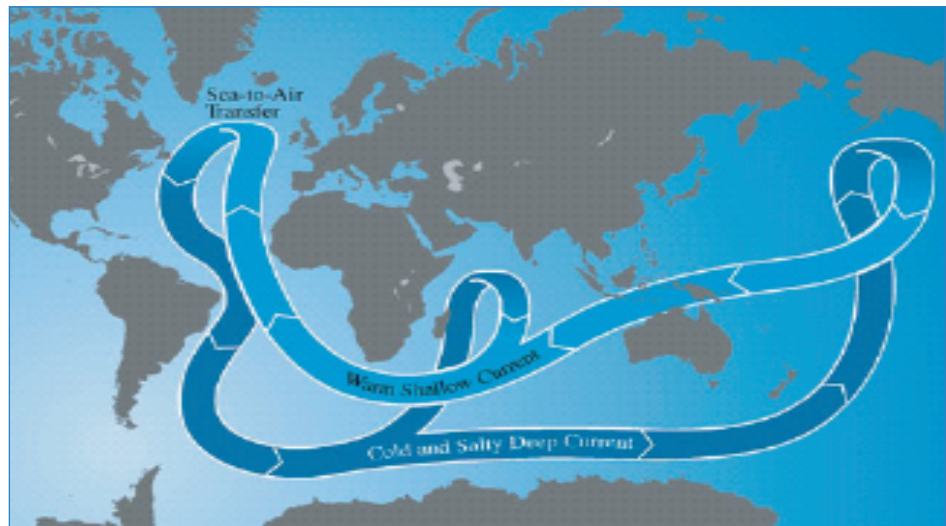 Sea-to-Air
Transfer
Warm Shallow Current
Cold and Salty Deep Current